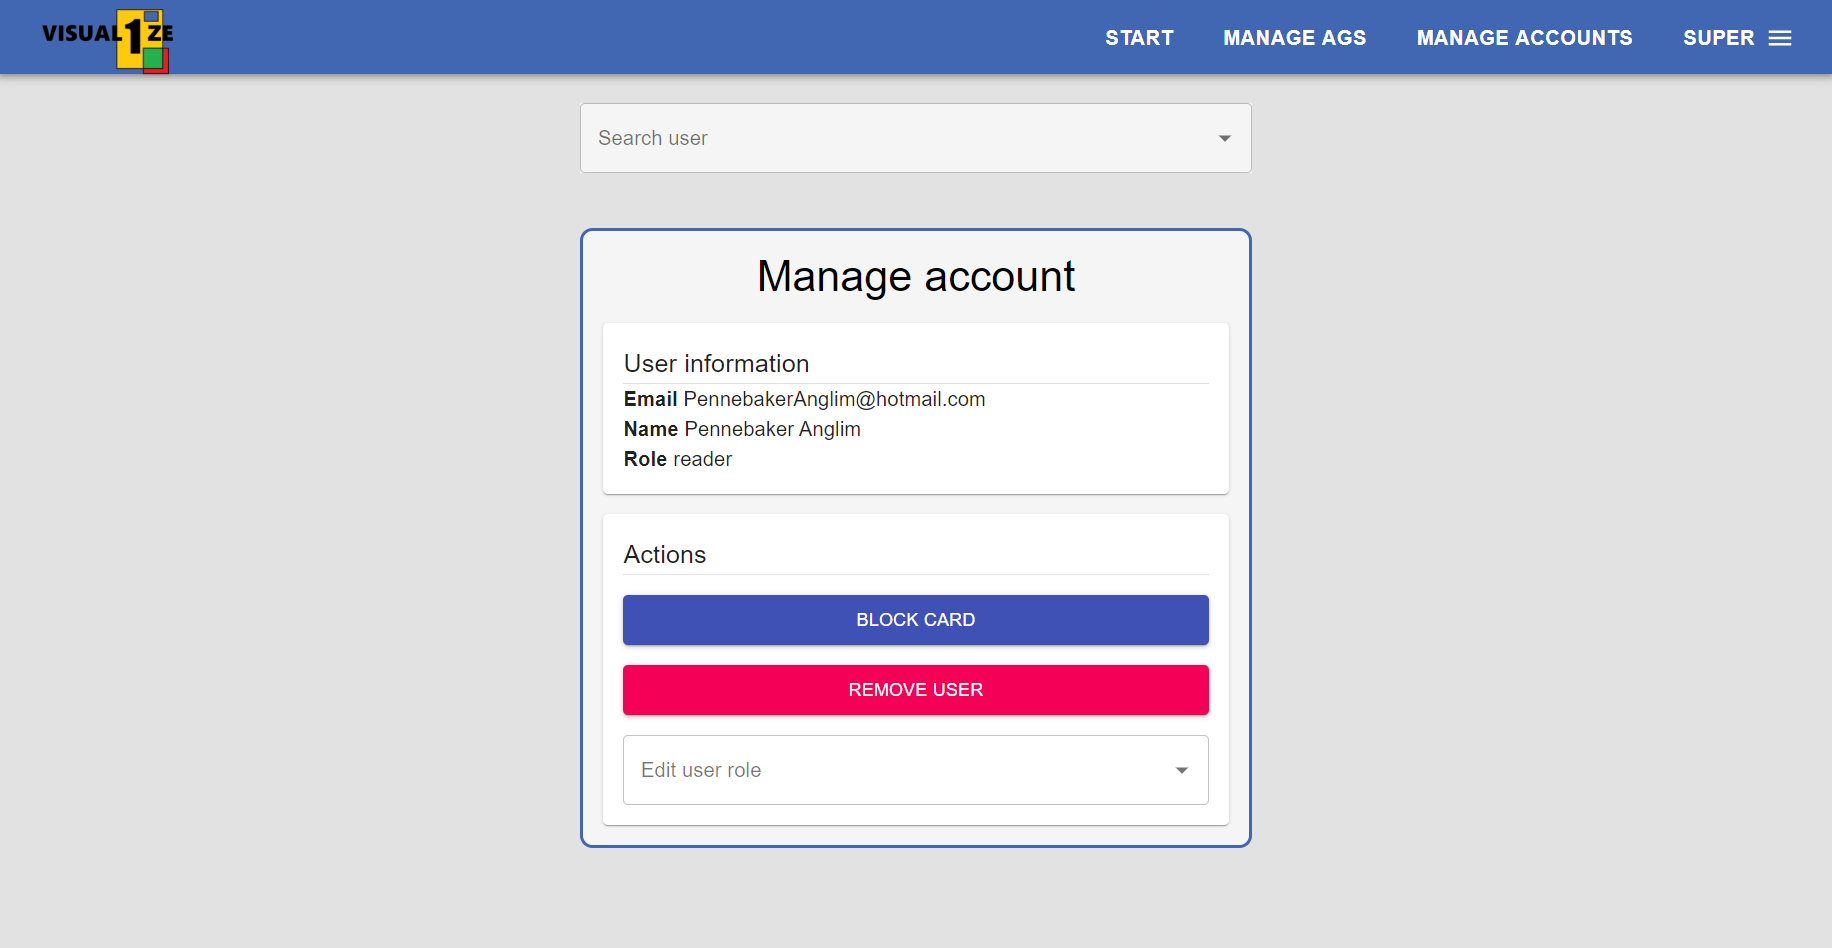 VISUAL1ZE
START MANAGE AGS MANAGE ACCOUNTS SUPER
Search user
Manage account
User information
Email PennebakerAnglim@hotmail.com
Name Pennebaker Anglim
Role reader
Actions
BLOCK CARD
REMOVE USER
Edit user role